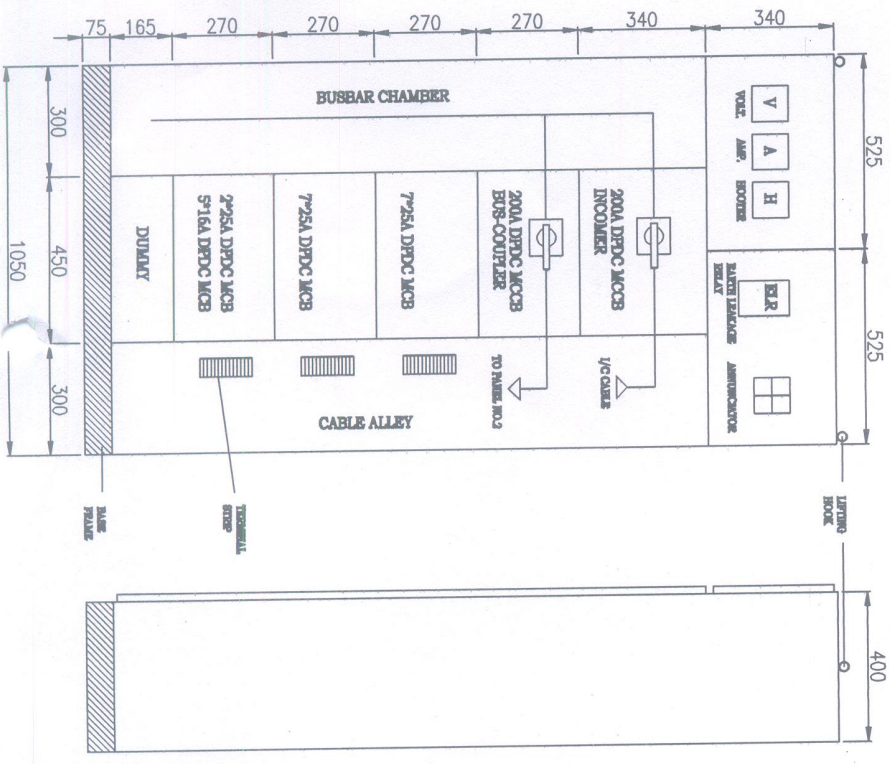 340
340
270
270
270
270
165
75
525
525
V
A
H
VOLT.
AMP.
ELR
EARTH LEAKAGE
RELAY
ANNUNCIATOR
LIFTING
HOOK
BUSBAR CHAMBER
200A DPDC MCCB
INCOMER
I/C CABLE
200A DPDC MCCB
BUS-COUPLER
TO PANEL NO.2
7*25A DPDC MCB
7*25A DPDC MCB
2*25A DPDC MCB
5*16A DPDC MCB
DUMMY
CABLE ALLEY
TERMINAL
STRIP
BASE
FRAME
300
450
300
1050
400